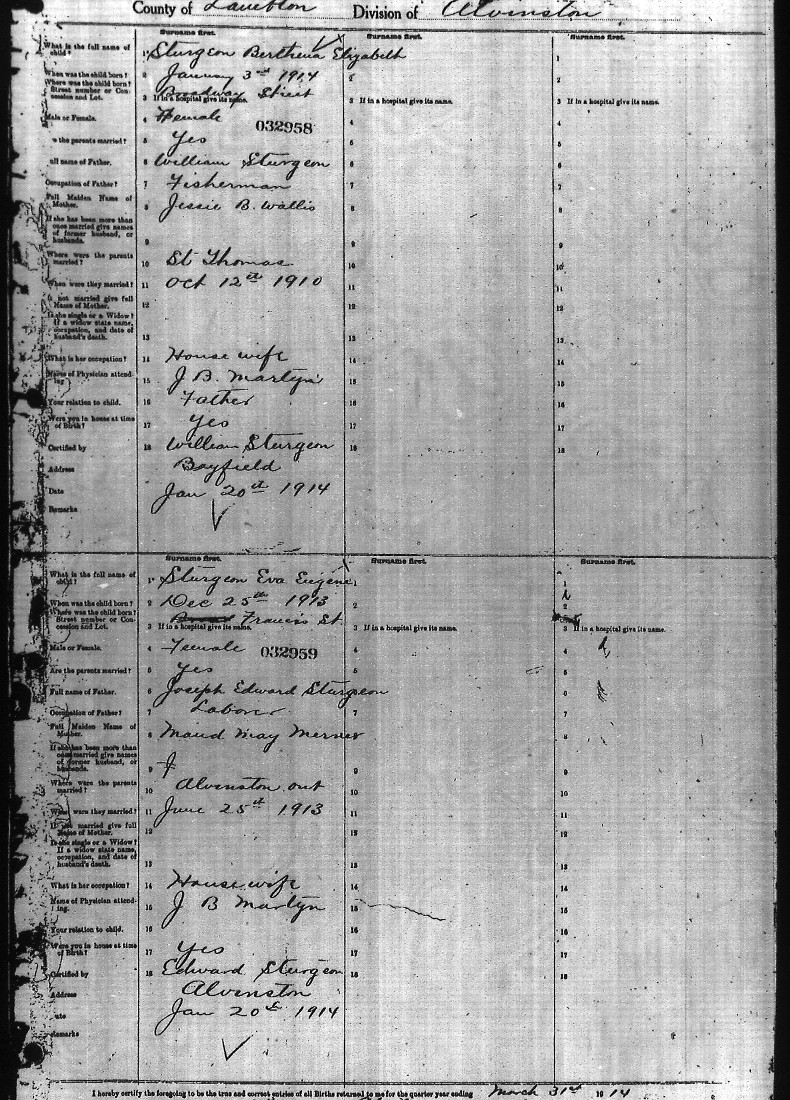 County of Lambton Division of Alvinston
Surname first. Surname first. Surname first.
What is the full name of child? 1 Sturgeon Berthena Elizabeth 1
When was the child born? 2 January 3rd 1914 2 2
Where was the child born? Street number or Concession and Lot. Broadway Street
3 If in a hospital give its name. 3 If in a hospital give its name. 3 If in a hospital give its name.
Male or Female. 4 Female 4 4
032958
e the parents married? 5 Yes 5 5
ull name of Father. 6 William Sturgeon 6 6
Occupation of Father? 7 Fisherman 7 7
Full Maiden Name of Mother. 8 Jessie B. Wallis 8 8
If she has been more than once married give names of former husband, or husbands. 9 9 9
Where were the parents married? 10 St Thomas 10 10
When were they married? 11 Oct 12th 1910 11 11
If not married give full Name of Mother. 12 12 12
Is she single or a Widow? If a widow state name, occupation, and date of husband's death. 13 13 13
What is her occupation? 14 House wife 14 14
Name of Physician attending 15 J B. Martyn 15 15
Your relation to child. 16 Father 16 16
Were you in house at time of Birth? 17 Yes 17 17
Certified by 18 William Sturgeon 18 18
Address Bayfield
Date Jan 20th 1914
Remarks
Surname first. Surname first. Surname first.
What is the full name of child? 1 Sturgeon Eva Eugene 1 1
When was the child born? 2 Dec 25th 1913 2 2
Where was the child born? Street number or Concession and Lot. Francis St.
3 If in a hospital give its name. 3 If in a hospital give its name. 3 If in a hospital give its name.
Male or Female. 4 Female 4 4
032959
Are the parents married? 5 Yes 5 5
Full name of Father. 6 Joseph Edward Sturgeon 6 6
Occupation of Father? 7 Labor 7 7
Full Maiden Name of Mother. 8 Maud May 8 8
If she has been more than once married give names of former husband, or husbands. 9 9 9
Where were the parents married? 10 Alvinston ont 10 10
When were they married? 11 June 25th 1913 11 11
If not married give full Name of Mother. 12 12 12
Is she single or a Widow? If a widow state name, occupation, and date of husband's death. 13 13 13
What is her occupation? 14 House wife 14 14
Name of Physician attending. 15 J B Martyn 15 15
Your relation to child. 16 16 16
Were you in house at time of Birth? 17 Yes 17 17
Certified by 18 Edward Sturgeon 18 18
Address Alvinston
ate Jan 20th 1914
Remarks
I hereby certify the foregoing to be the true and correct entries of all Births returned to me for the quarter year ending March 31st 1914